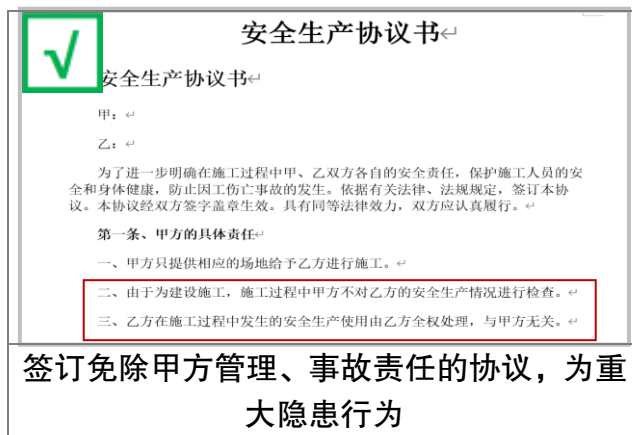 安全生产协议书
安全生产协议书
甲：
乙：
为了进一步明确在施工过程中甲、乙双方各自的安全责任，保护施工人员的安
全和身体健康，防止因工伤亡事故的发生。依据有关法律、法规规定，签订本协
议。本协议经双方签字盖章生效。具有同等法律效力，双方应认真履行。
第一条、甲方的具体责任
一、甲方只提供相应的场地给予乙方进行施工。
二、由于为建设施工，施工过程中甲方不对乙方的安全生产情况进行检查。
三、乙方在施工过程中发生的安全生产使用由乙方全权处理，与甲方无关。
签订免除甲方管理、事故责任的协议，为重
大隐患行为